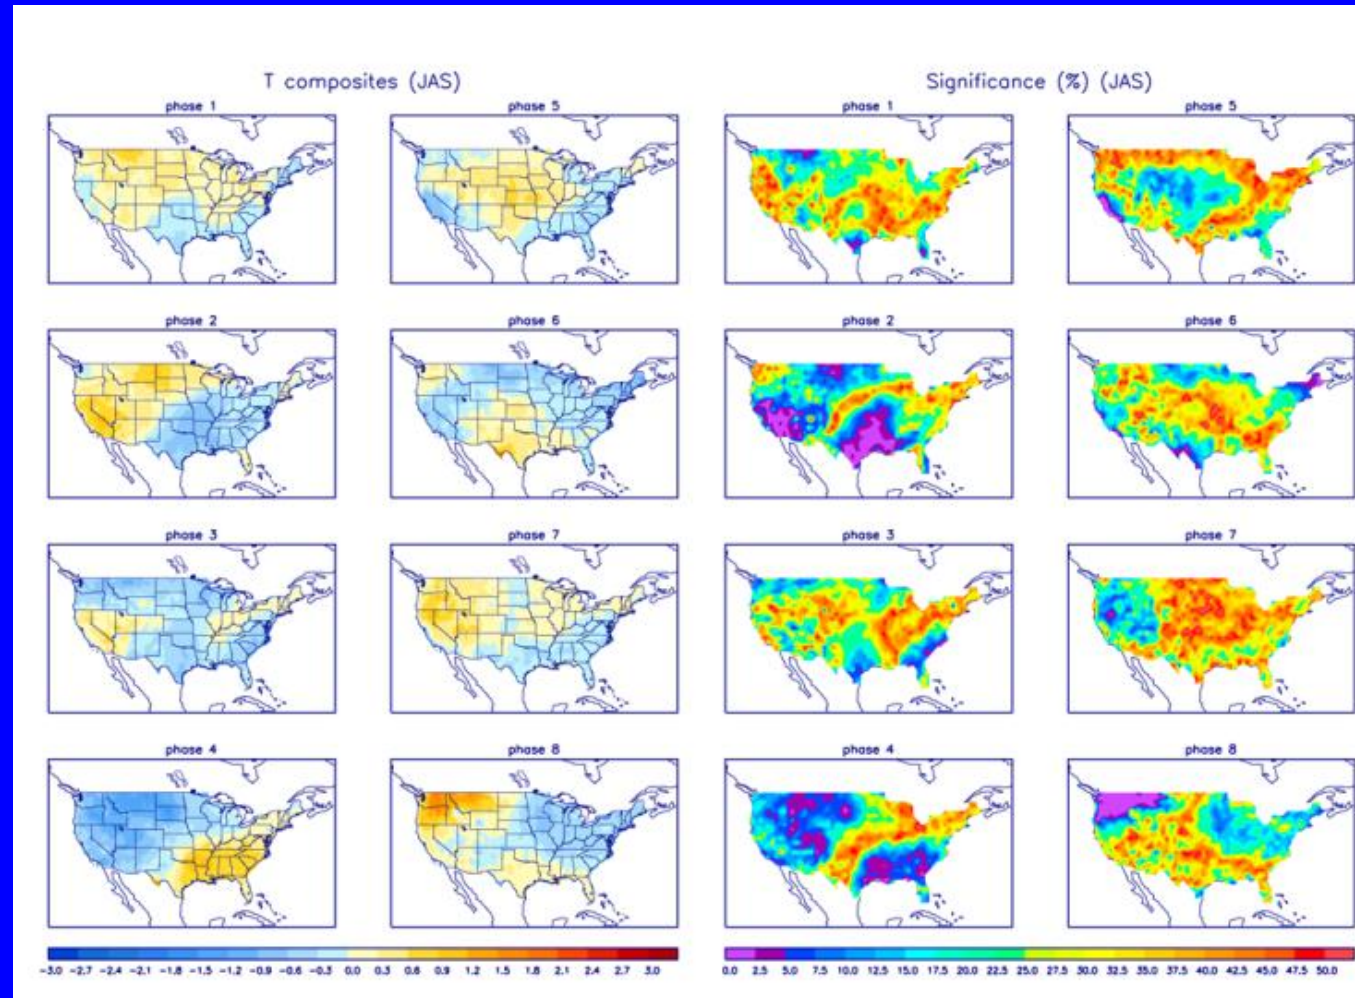 T composites (JAS) Significance (%) (JAS)
phase 1 phase 5 phase 1 phase 5
phase 2 phase 6 phase 2 phase 6
phase 3 phase 7 phase 3 phase 7
phase 4 phase 8 phase 4 phase 8
-3.0 -2.7 -2.4 -2.1 -1.8 -1.5 -1.2 -0.9 -0.6 -0.3 0.0 0.3 0.6 0.9 1.2 1.5 1.8 2.1 2.4 2.7 3.0 0.0 2.5 5.0 7.5 10.0 12.5 15.0 17.5 20.0 22.5 25.0 27.5 30.0 32.5 35.0 37.5 40.0 42.5 45.0 47.5 50.0